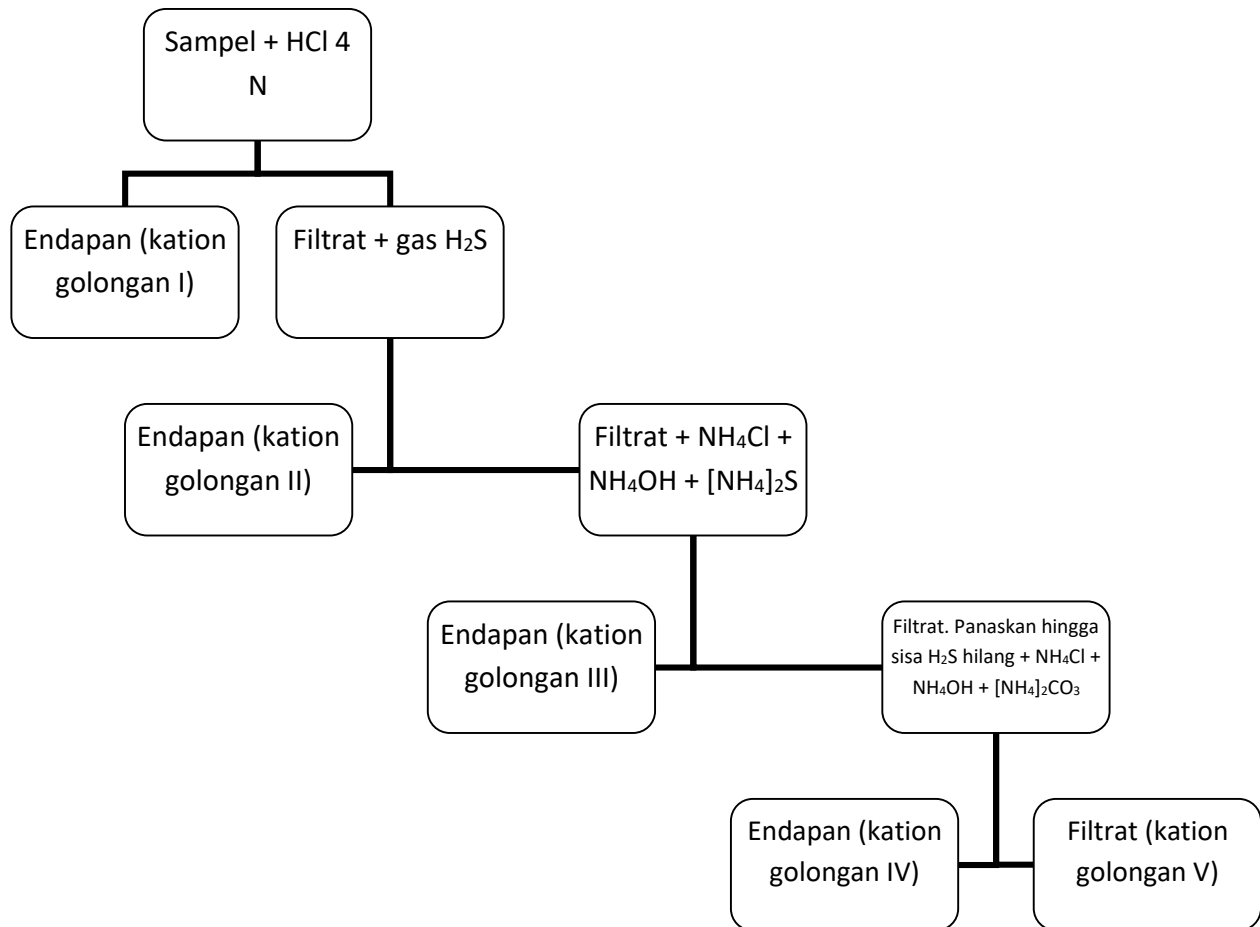 Sampel + HCl 4
N
Endapan (kation
golongan I)
Filtrat + gas H₂S
Endapan (kation
golongan II)
Filtrat + NH₄Cl +
NH₄OH + [NH₄]₂S
Endapan (kation
golongan III)
Filtrat. Panaskan hingga
sisa H₂S hilang + NH₄Cl +
NH₄OH + [NH₄]₂CO₃
Endapan (kation
golongan IV)
Filtrat (kation
golongan V)